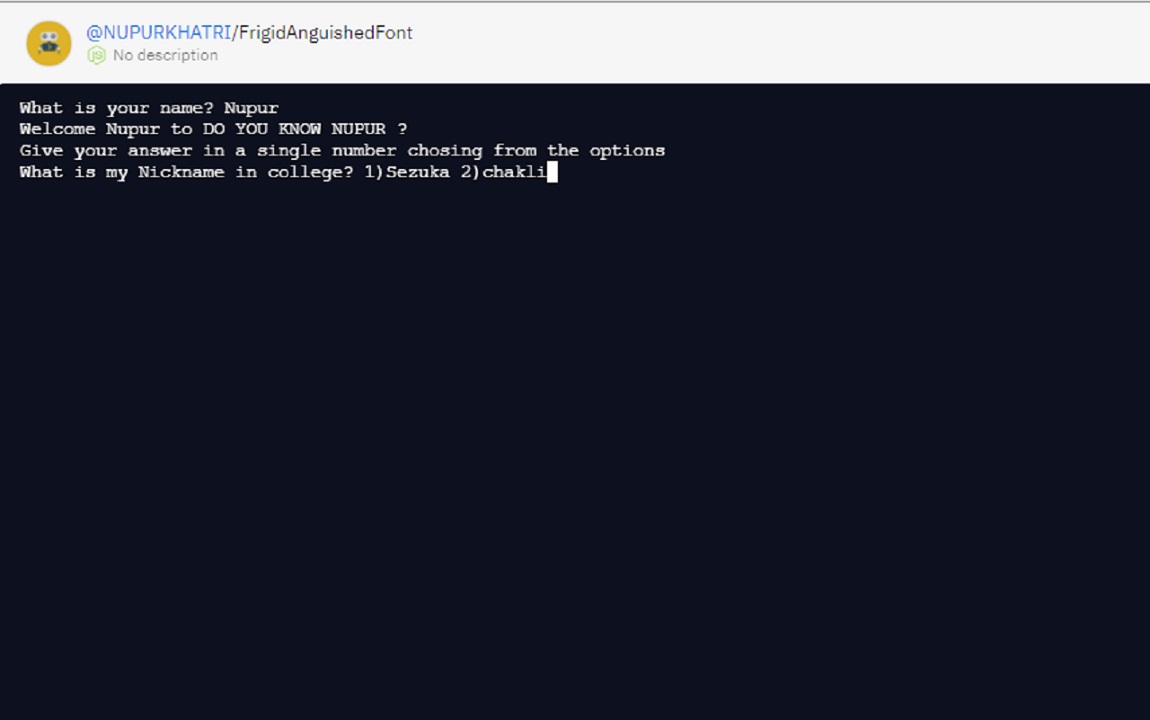 @NUPURKHATRI/FrigidAnguishedFont
No description
What is your name? Nupur
Welcome Nupur to DO YOU KNOW NUPUR ?
Give your answer in a single number chosing from the options
What is my Nickname in college? 1)Sezuka 2)chakli